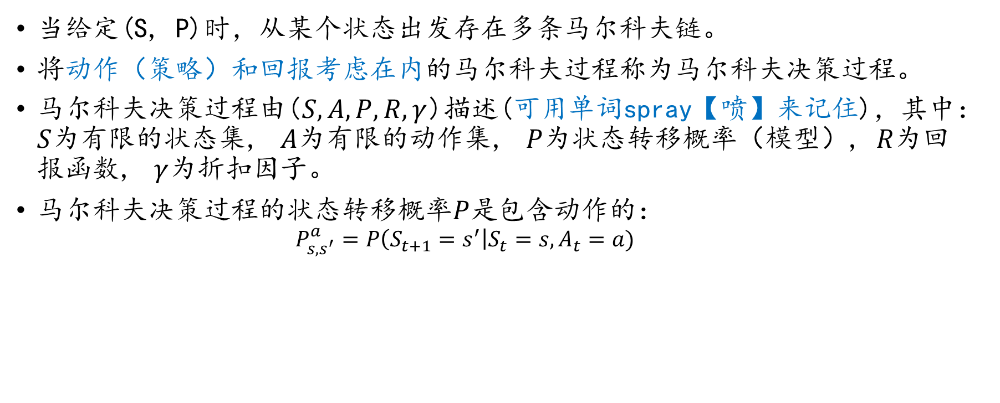 • 当给定(S, P)时，从某个状态出发存在多条马尔科夫链。
• 将动作（策略）和回报考虑在内的马尔科夫过程称为马尔科夫决策过程。
• 马尔科夫决策过程由(S, A, P, R, γ)描述(可用单词spray【喷】来记住)，其中：
S为有限的状态集， A为有限的动作集， P为状态转移概率（模型），R为回
报函数， γ为折扣因子。
• 马尔科夫决策过程的状态转移概率P是包含动作的：
$P_{s,s'}^{a} = P(S_{t+1} = s'|S_t = s, A_t = a)$